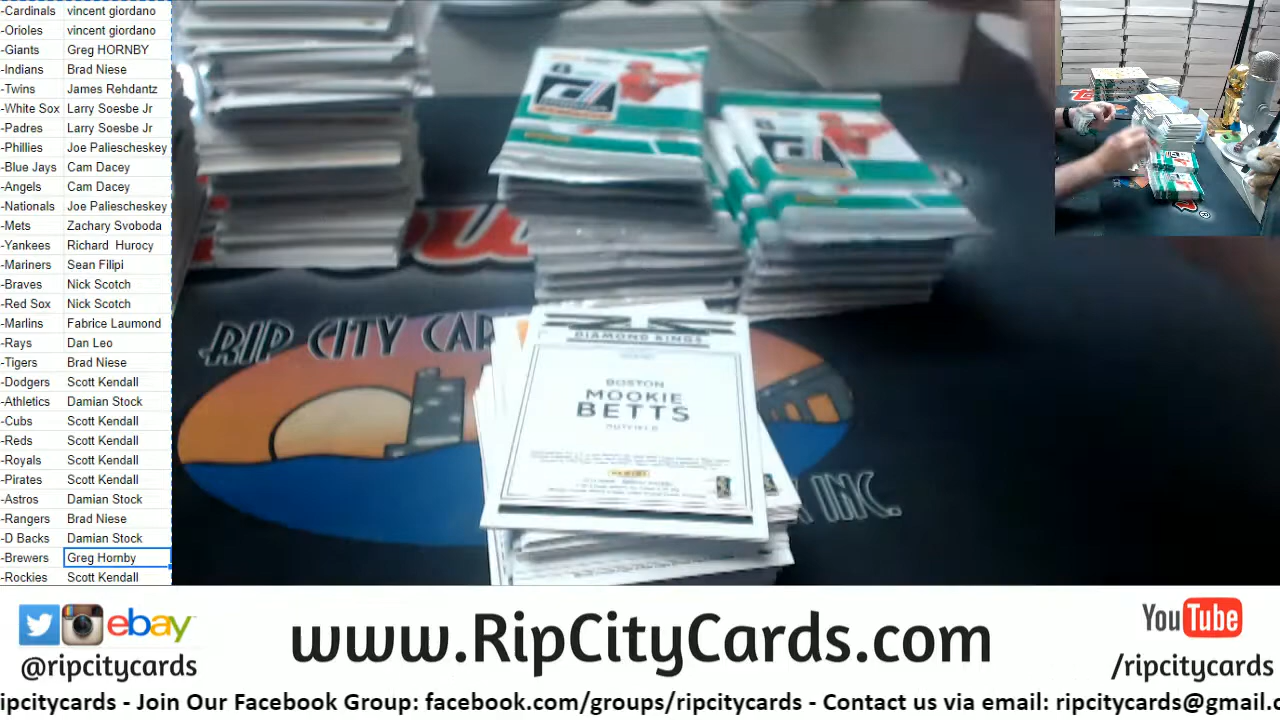 -Cardinals vincent giordano
-Orioles vincent giordano
-Giants Greg HORNBY
-Indians Brad Niese
-Twins James Rehdantz
-White Sox Larry Soesbe Jr
-Padres Larry Soesbe Jr
-Phillies Joe Paliescheskey
-Blue Jays Cam Dacey
-Angels Cam Dacey
-Nationals Joe Paliescheskey
-Mets Zachary Svoboda
-Yankees Richard Hurocy
-Mariners Sean Filipi
-Braves Nick Scotch
-Red Sox Nick Scotch
-Marlins Fabrice Laumond
-Rays Dan Leo
-Tigers Brad Niese
-Dodgers Scott Kendall
-Athletics Damian Stock
-Cubs Scott Kendall
-Reds Scott Kendall
-Royals Scott Kendall
-Pirates Scott Kendall
-Astros Damian Stock
-Rangers Brad Niese
-D Backs Damian Stock
-Brewers Greg Hornby
-Rockies Scott Kendall
RIP CITY CAR
INC.
DIAMOND KINGS
BOSTON
MOOKIE
BETTS
OUTFIELD
PANINI
ebay
@ripcitycards
www.RipCityCards.com
YouTube
/ripcitycards
ipcitycards - Join Our Facebook Group: facebook.com/groups/ripcitycards - Contact us via email: ripcitycards@gmail.c